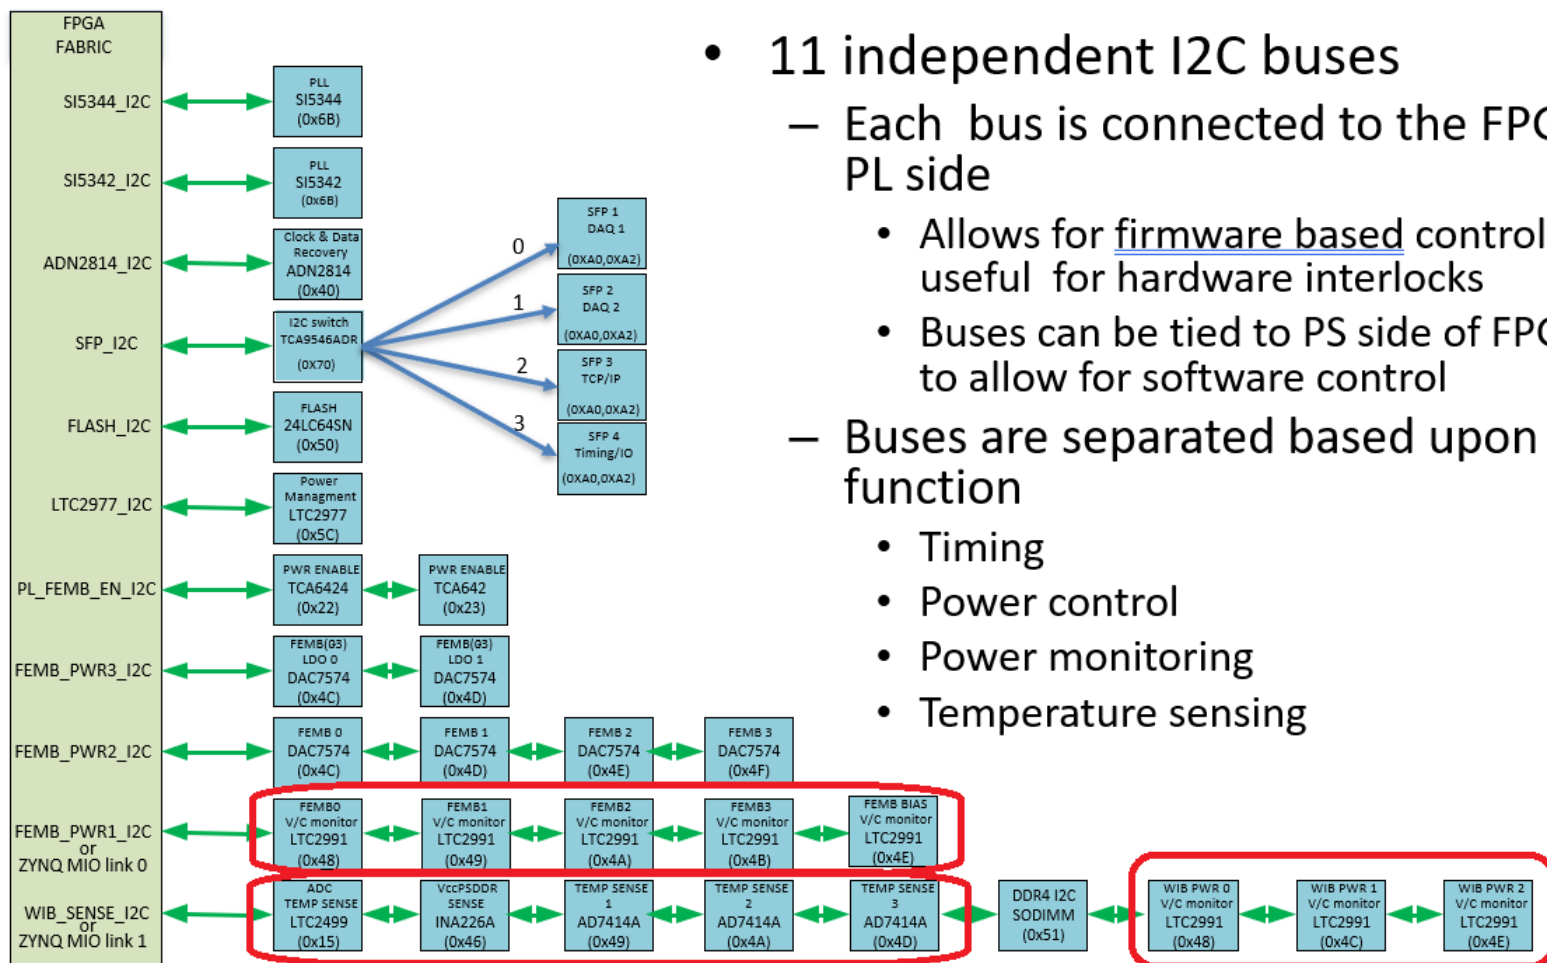 FPGA
FABRIC
SI5344_I2C
PLL
SI5344
(0x6B)
SI5342_I2C
PLL
SI5342
(0x6B)
ADN2814_I2C
Clock & Data
Recovery
ADN2814
(0x40)
SFP_I2C
I2C switch
TCA9546ADR
(0X70)
0
1
2
3
SFP 1
DAQ 1
(0XA0,0XA2)
SFP 2
DAQ 2
(0XA0,0XA2)
SFP 3
TCP/IP
(0XA0,0XA2)
SFP 4
Timing/IO
(0XA0,0XA2)
FLASH_I2C
FLASH
24LC64SN
(0x50)
LTC2977_I2C
Power
Managment
LTC2977
(0x5C)
PL_FEMB_EN_I2C
PWR ENABLE
TCA6424
(0x22)
PWR ENABLE
TCA642
(0x23)
FEMB_PWR3_I2C
FEMB(03)
LDO 0
DAC7574
(0x4C)
FEMB(03)
LDO 1
DAC7574
(0x4D)
FEMB_PWR2_I2C
FEMB 0
DAC7574
(0x4C)
FEMB 1
DAC7574
(0x4D)
FEMB 2
DAC7574
(0x4E)
FEMB 3
DAC7574
(0x4F)
FEMB_PWR1_I2C
or
ZYNQ MIO link 0
FEMB0
V/C monitor
LTC2991
(0x48)
FEMB1
V/C monitor
LTC2991
(0x49)
FEMB2
V/C monitor
LTC2991
(0x4A)
FEMB3
V/C monitor
LTC2991
(0x4B)
FEMB BIAS
V/C monitor
LTC2991
(0x4E)
WIB_SENSE_I2C
or
ZYNQ MIO link 1
ADC
TEMP SENSE
LTC2499
(0x15)
VccPSDDR
SENSE
INA226A
(0x46)
TEMP SENSE
1
AD7414A
(0x49)
TEMP SENSE
2
AD7414A
(0x4A)
TEMP SENSE
3
AD7414A
(0x4D)
DDR4 I2C
SODIMM
(0x51)
WIB PWR 0
V/C monitor
LTC2991
(0x48)
WIB PWR 1
V/C monitor
LTC2991
(0x4C)
WIB PWR 2
V/C monitor
LTC2991
(0x4E)
• 11 independent I2C buses
– Each bus is connected to the FPG
PL side
• Allows for firmware based control
useful for hardware interlocks
• Buses can be tied to PS side of FPG
to allow for software control
– Buses are separated based upon
function
• Timing
• Power control
• Power monitoring
• Temperature sensing